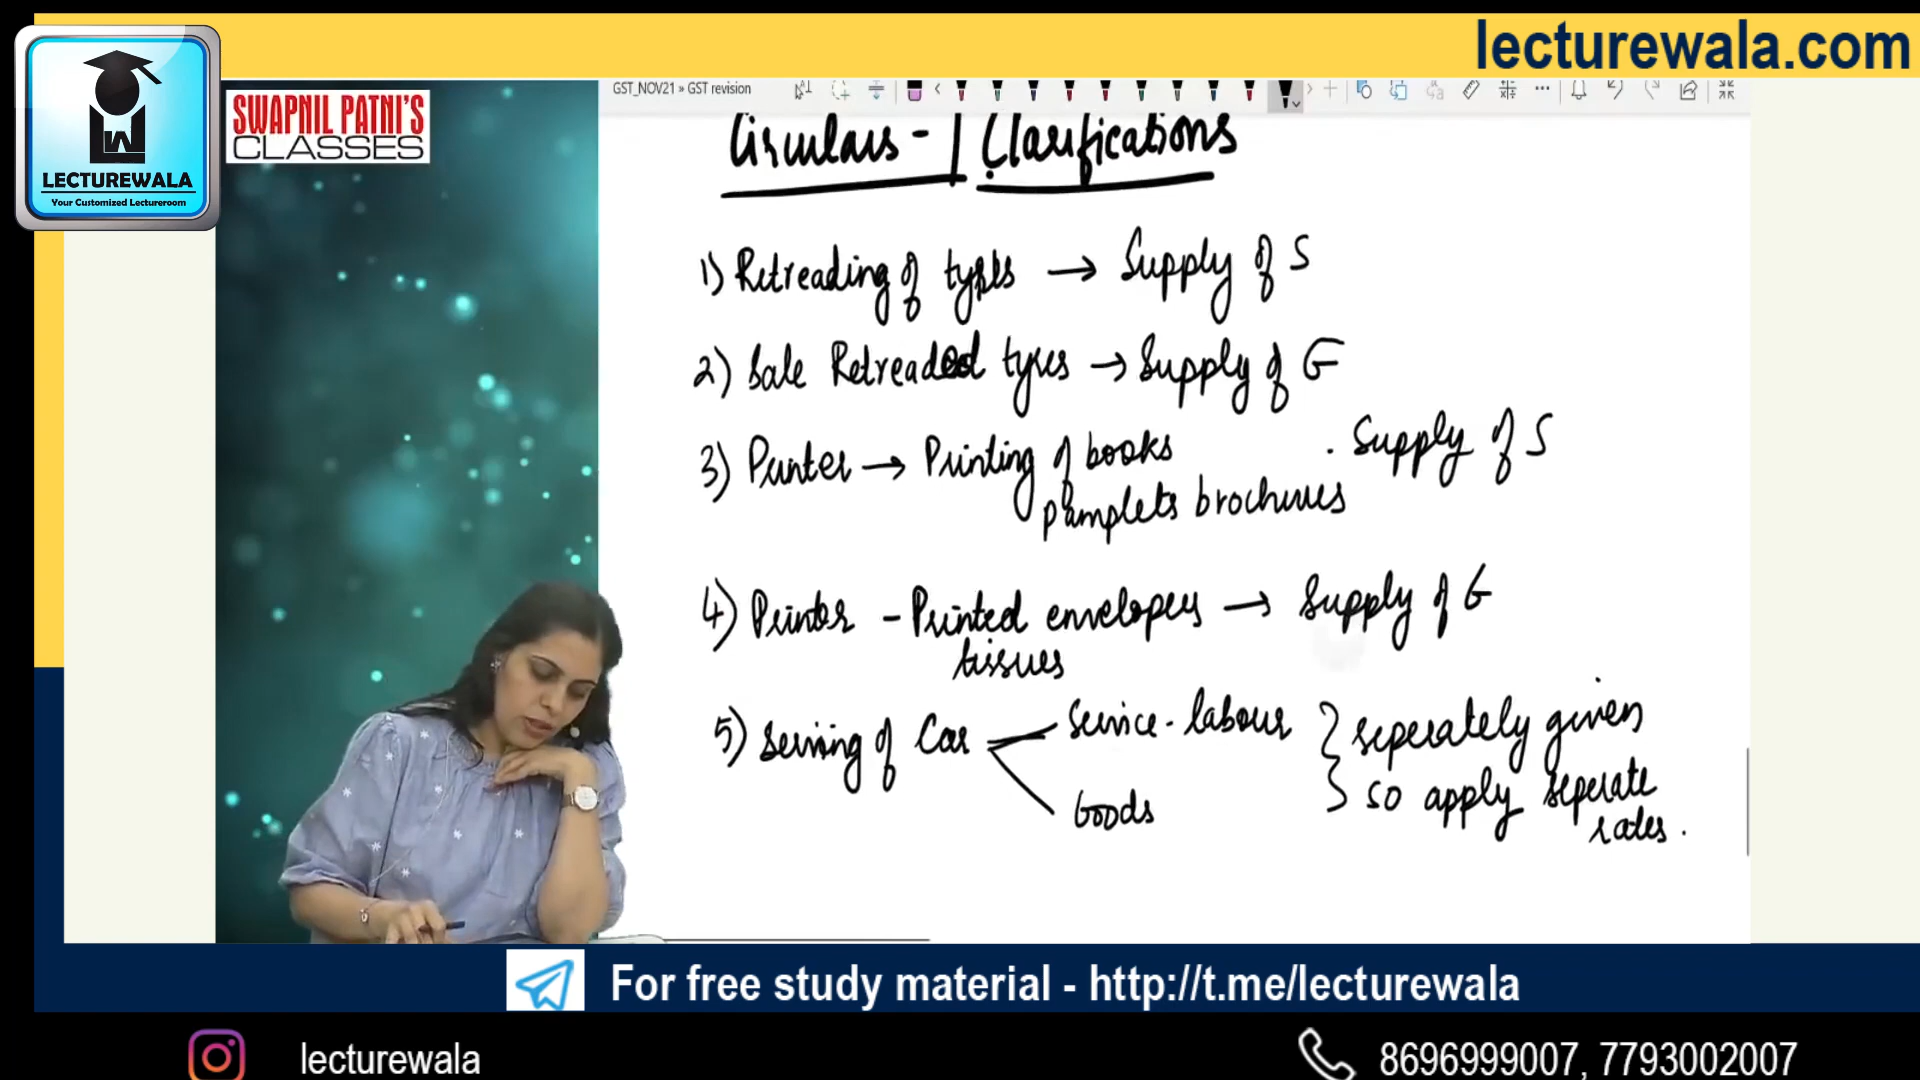 lecturewala.com
LW
LECTUREWALA
Your Customized Lectureroom
SWAPNIL PATNI'S
CLASSES
GST_NOV21 » GST revision
Circulars - | Clarifications
1) Retreading of tyres → Supply of S
2) Sale Retreaded tyres → Supply of G
3) Printer → Printing of books . Supply of S
pamplets brochures
4) Printer - Printed envelopes → Supply of G
tissues
5) Serving of Car Service - labour } seperately given
Goods } so apply seperate
rates.
For free study material - http://t.me/lecturewala
lecturewala
8696999007, 7793002007